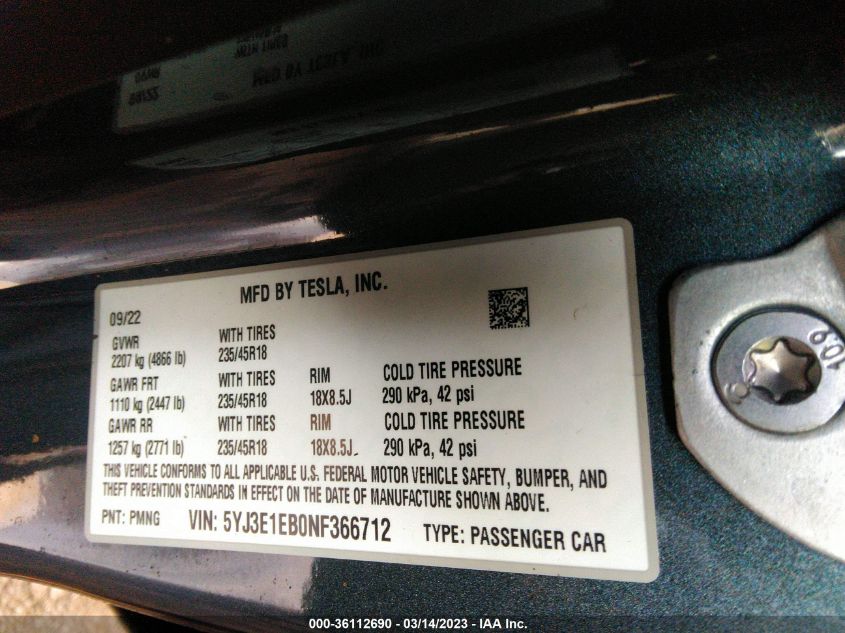 MFD BY TESLA, INC.
09/22
GVWR WITH TIRES
2207 kg (4866 lb) 235/45R18
GAWR FRT WITH TIRES RIM COLD TIRE PRESSURE
1110 kg (2447 lb) 235/45R18 18X8.5J 290 kPa, 42 psi
GAWR RR WITH TIRES RIM COLD TIRE PRESSURE
1257 kg (2771 lb) 235/45R18 18X8.5J 290 kPa, 42 psi
THIS VEHICLE CONFORMS TO ALL APPLICABLE U.S. FEDERAL MOTOR VEHICLE SAFETY, BUMPER, AND
THEFT PREVENTION STANDARDS IN EFFECT ON THE DATE OF MANUFACTURE SHOWN ABOVE.
PNT: PMNG VIN: 5YJ3E1EB0NF366712 TYPE: PASSENGER CAR
10.9
000-36112690 - 03/14/2023 - IAA Inc.